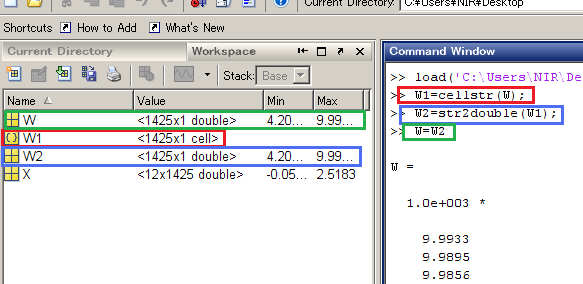 Current Directory: C:\Users\NIR\Desktop
Shortcuts How to Add What's New
Current Directory Workspace
Stack: Base
Name Value Min Max
W <1425x1 double> 4.20... 9.99...
W1 <1425x1 cell>
W2 <1425x1 double> 4.20... 9.99...
X <12x1425 double> -0.05... 2.5183
Command Window
>> load('C:\Users\NIR\De
>> W1=cellstr(W);
>> W2=str2double(W1);
>> W=W2
W =
1.0e+003 *
9.9933
9.9895
9.9856